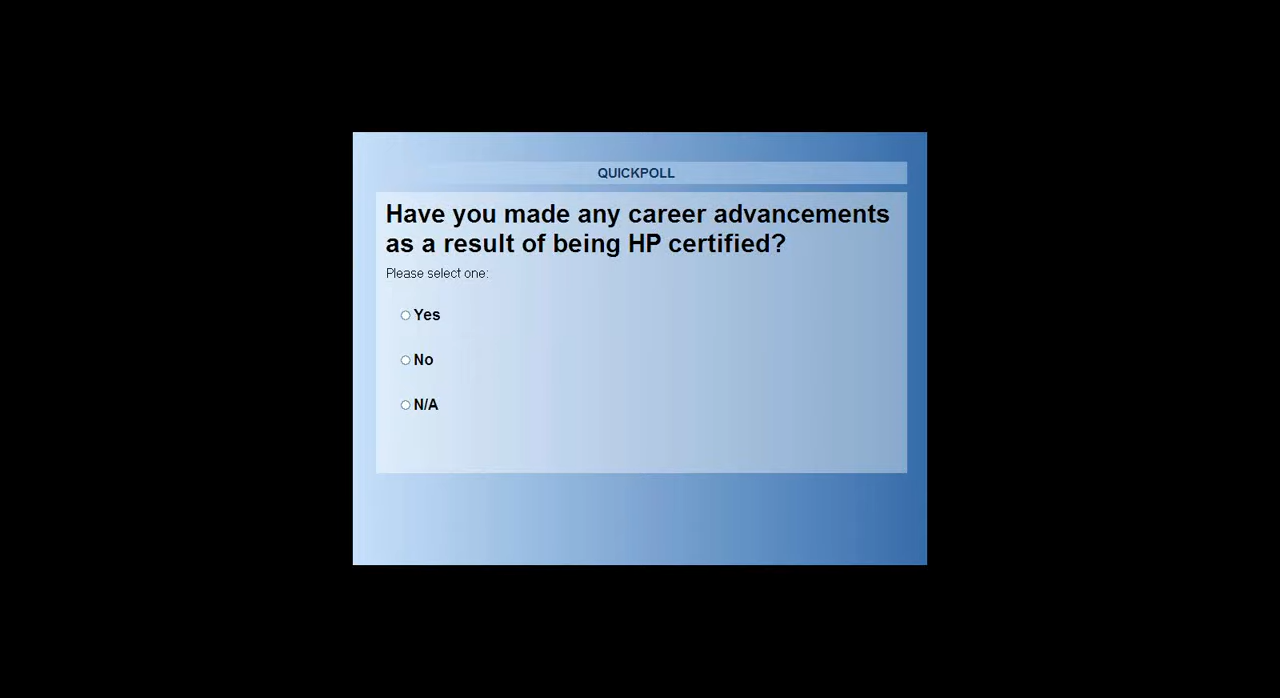 QUICKPOLL
Have you made any career advancements
as a result of being HP certified?
Please select one:
Yes
No
N/A